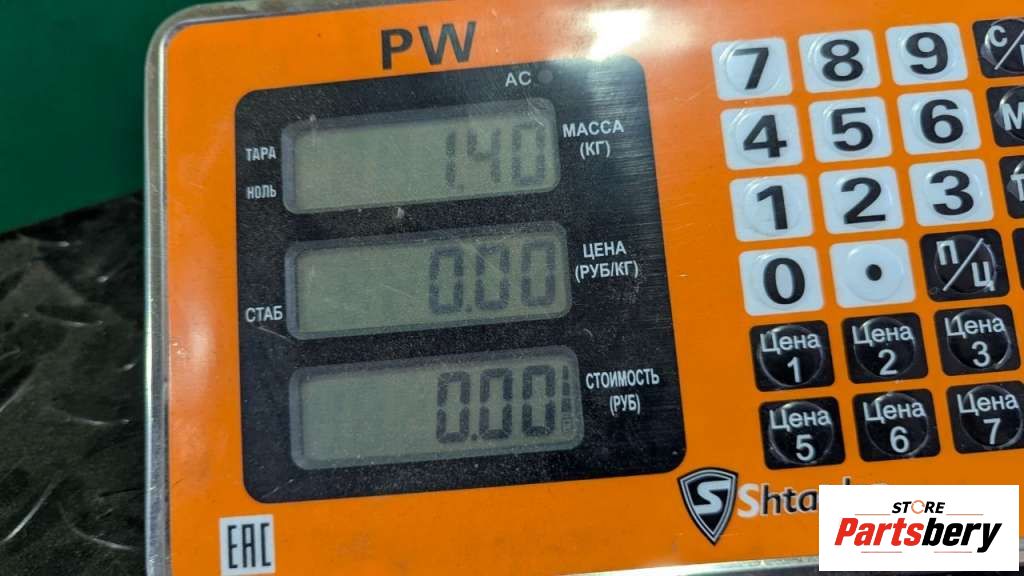 PW
AC
ТАРА
НОЛЬ
1.40
МАССА
(КГ)
СТАБ
0.00
ЦЕНА
(РУБ/КГ)
0.00
СТОИМОСТЬ
(РУБ)
7 8 9 C/
4 5 6 M
1 2 3
0 . П/Ц
Цена 1
Цена 2
Цена 3
Цена 5
Цена 6
Цена 7
S
EAC
STORE
Partsbery